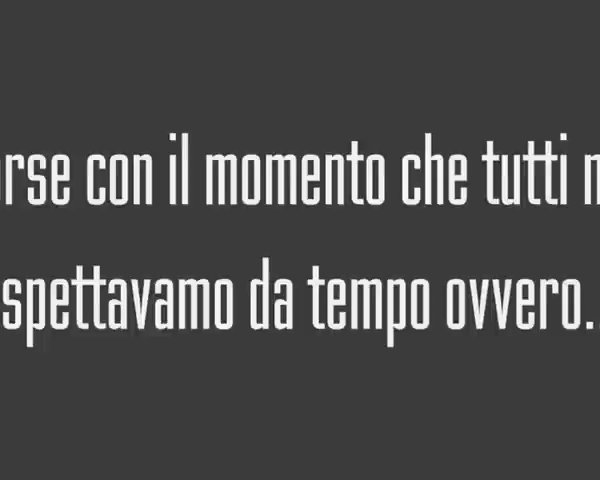 rse con il momento che tutti
spettavamo da tempo ovvero..